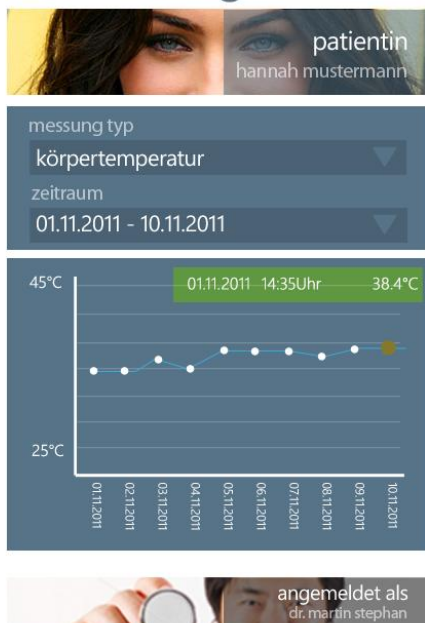 patientin
hannah mustermann
messung typ
körpertemperatur
zeitraum
01.11.2011 - 10.11.2011
45°C
01.11.2011 14:35Uhr 38.4°C
25°C
01.11.2011
02.11.2011
03.11.2011
04.11.2011
05.11.2011
06.11.2011
07.11.2011
08.11.2011
09.11.2011
10.11.2011
angemeldet als
dr. martin stephan